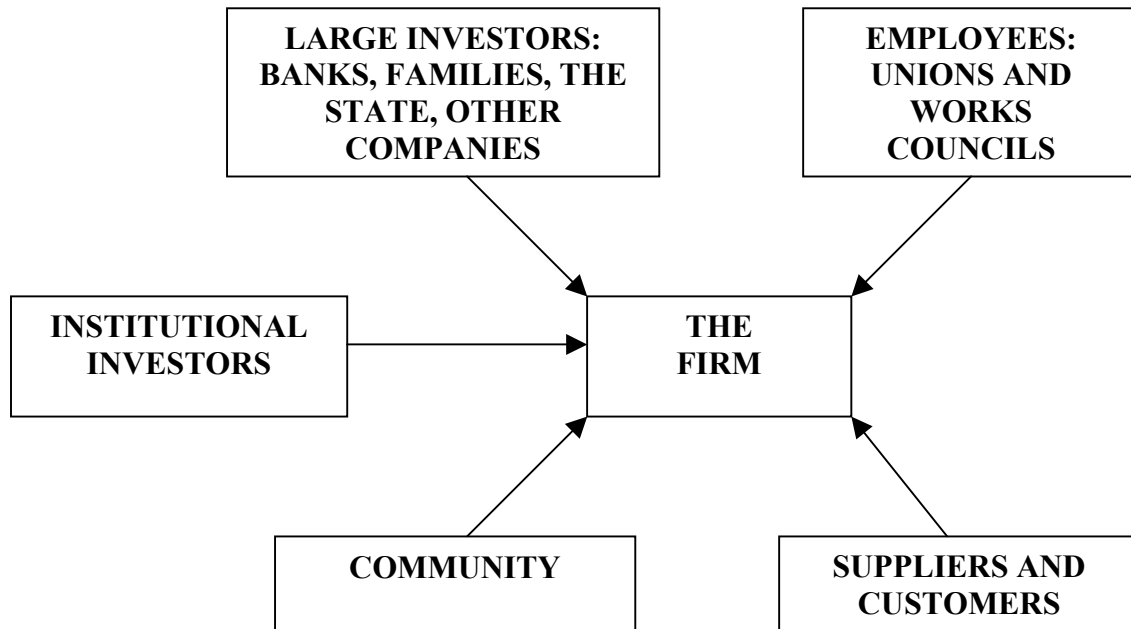 LARGE INVESTORS:
BANKS, FAMILIES, THE
STATE, OTHER
COMPANIES
EMPLOYEES:
UNIONS AND
WORKS
COUNCILS
INSTITUTIONAL
INVESTORS
THE
FIRM
COMMUNITY
SUPPLIERS AND
CUSTOMERS